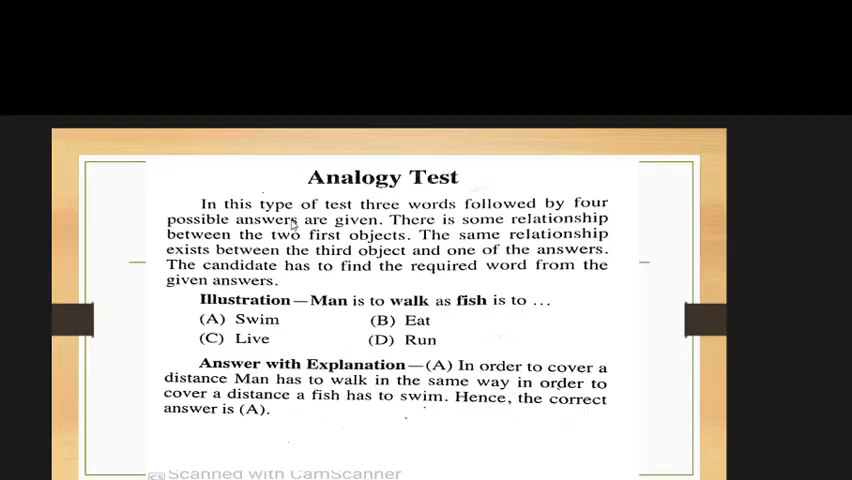 Analogy Test
In this type of test three words followed by four
possible answers are given. There is some relationship
between the two first objects. The same relationship
exists between the third object and one of the answers.
The candidate has to find the required word from the
given answers.
Illustration—Man is to walk as fish is to ...
(A) Swim (B) Eat
(C) Live (D) Run
Answer with Explanation—(A) In order to cover a
distance Man has to walk in the same way in order to
cover a distance a fish has to swim. Hence, the correct
answer is (A).
CS Scanned with CamScanner